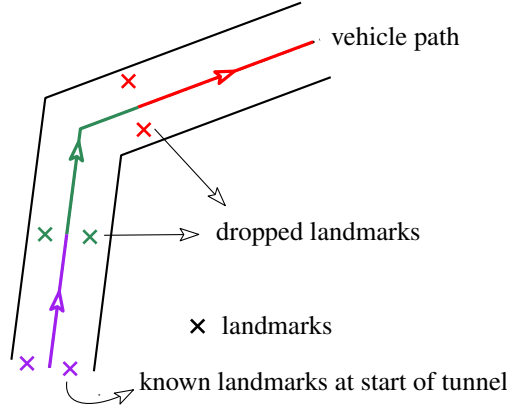 vehicle path
dropped landmarks
landmarks
known landmarks at start of tunnel